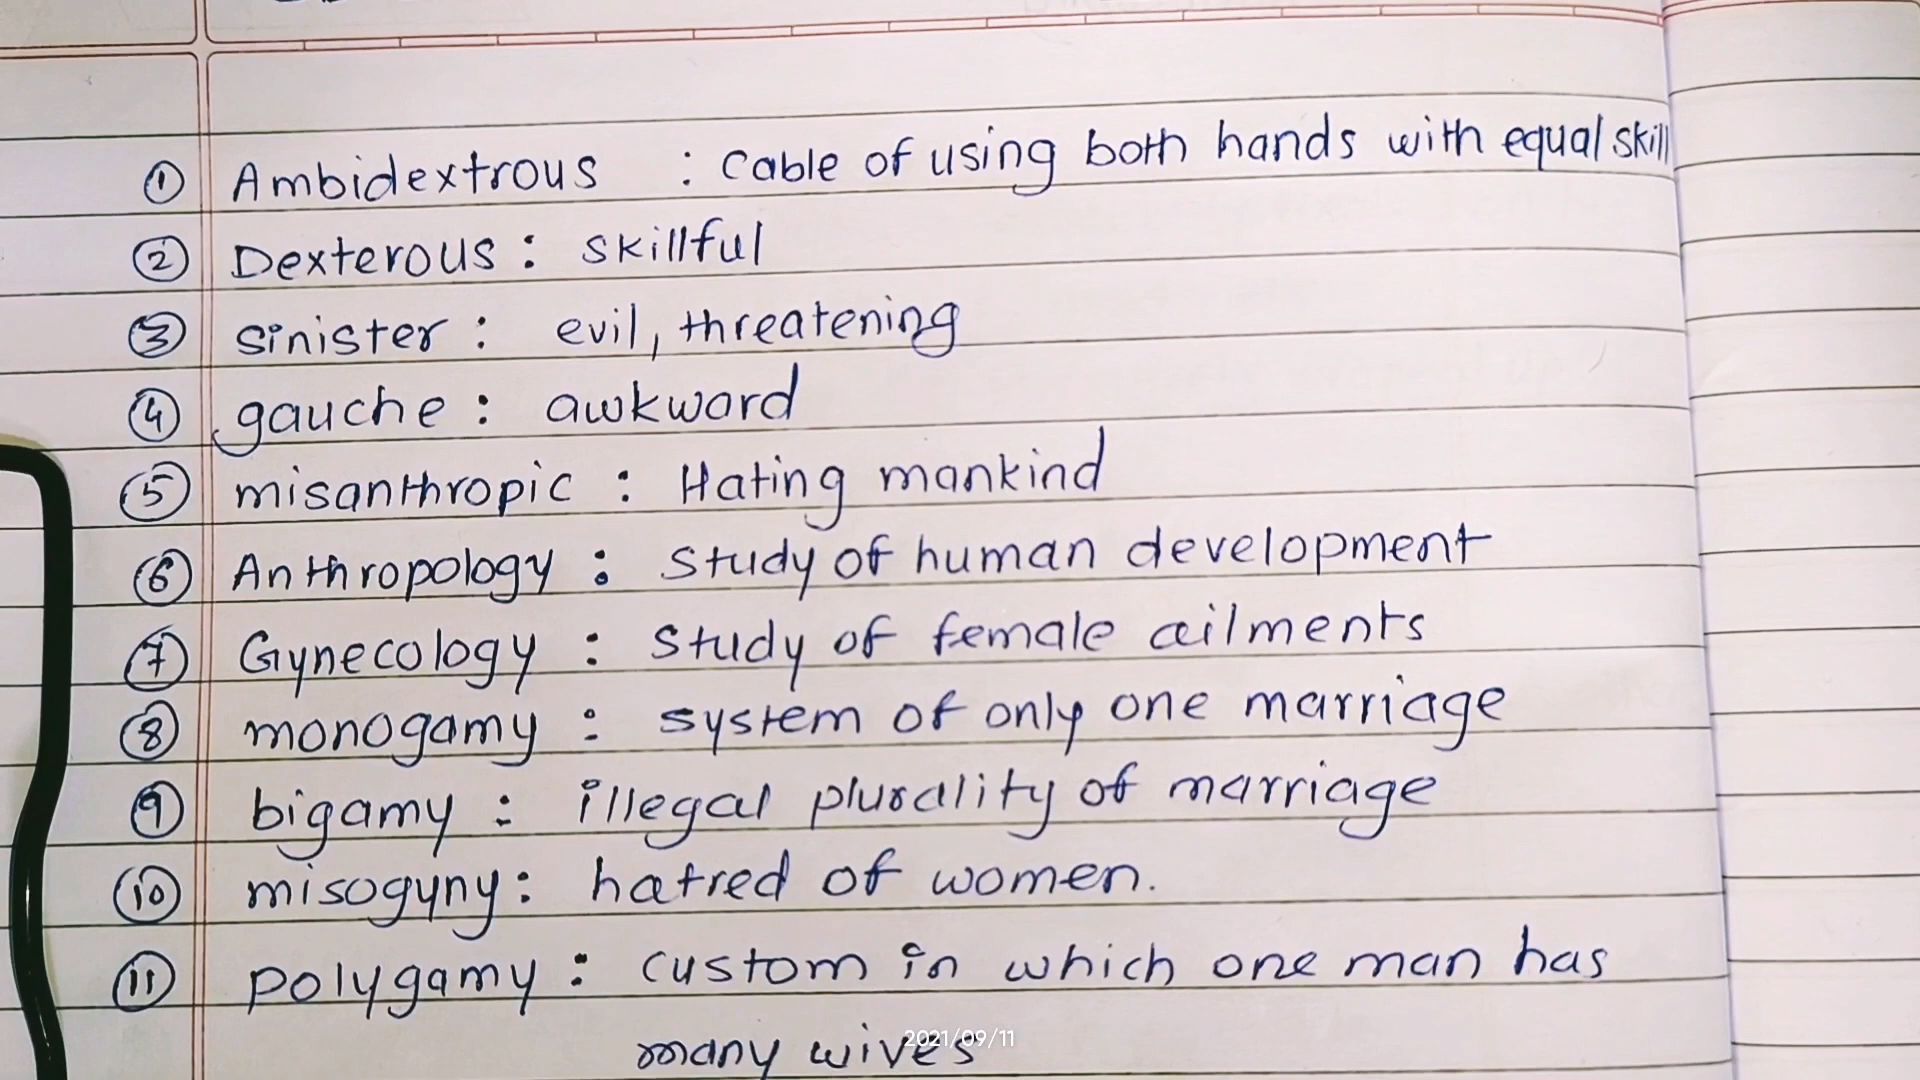 ① Ambidextrous : Cable of using both hands with equal skill
② Dexterous : skillful
③ sinister : evil, threatening
④ gauche : awkward
⑤ misanthropic : Hating mankind
⑥ Anthropology : study of human development
⑦ Gynecology : study of female ailments
⑧ monogamy : system of only one marriage
⑨ bigamy : illegal plurality of marriage
⑩ misogyny : hatred of women.
⑪ polygamy : custom in which one man has
many wives
2021/09/11